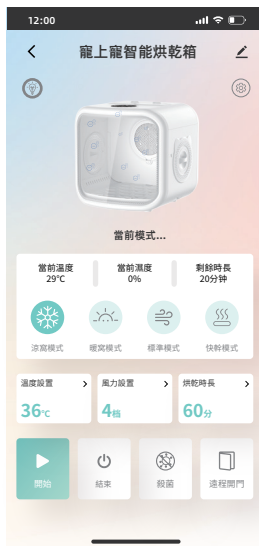 12:00
寵上寵智能烘乾箱
當前模式...
當前溫度 當前濕度 剩餘時長
29℃ 0% 20分钟
涼窩模式 暖窩模式 標準模式 快幹模式
溫度設置 風力設置 烘乾時長
36℃ 4档 60分
開始 結束 殺菌 遠程開門